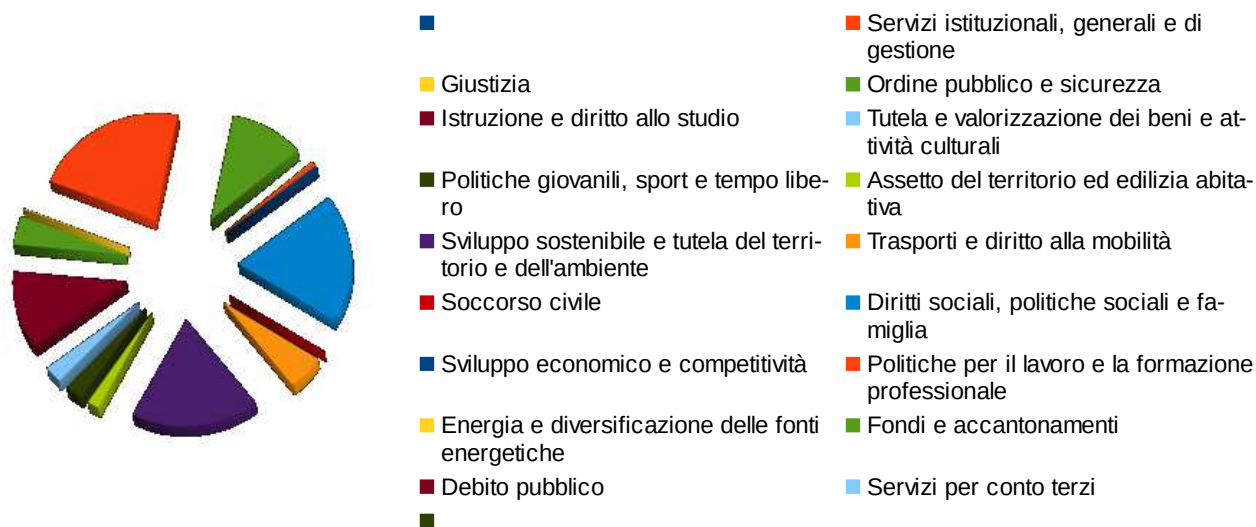 Servizi istituzionali, generali e di
gestione
Giustizia
Ordine pubblico e sicurezza
Istruzione e diritto allo studio
Tutela e valorizzazione dei beni e at-
tività culturali
Politiche giovanili, sport e tempo libe-
ro
Assetto del territorio ed edilizia abita-
tiva
Sviluppo sostenibile e tutela del terri-
torio e dell'ambiente
Trasporti e diritto alla mobilità
Soccorso civile
Diritti sociali, politiche sociali e fa-
miglia
Sviluppo economico e competitività
Politiche per il lavoro e la formazione
professionale
Energia e diversificazione delle fonti
energetiche
Fondi e accantonamenti
Debito pubblico
Servizi per conto terzi